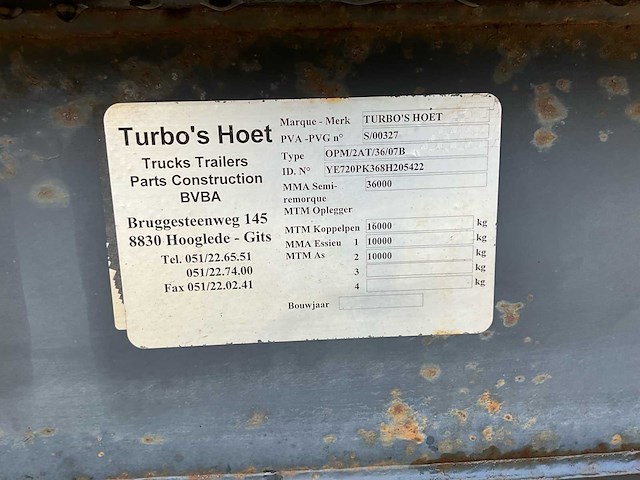 Turbo's Hoet
Trucks Trailers
Parts Construction
BVBA
Bruggesteenweg 145
8830 Hooglede - Gits
Tel. 051/22.65.51
051/22.74.00
Fax 051/22.02.41
Marque - Merk TURBO'S HOET
PVA -PVG n° S/00327
Type OPM/2AT/36/07B
ID. N° YE720PK368H205422
MMA Semi- 36000
remorque
MTM Oplegger
MTM Koppelpen 16000 kg
MMA Essieu 1 10000 kg
MTM As 2 10000 kg
3 kg
4 kg
Bouwjaar